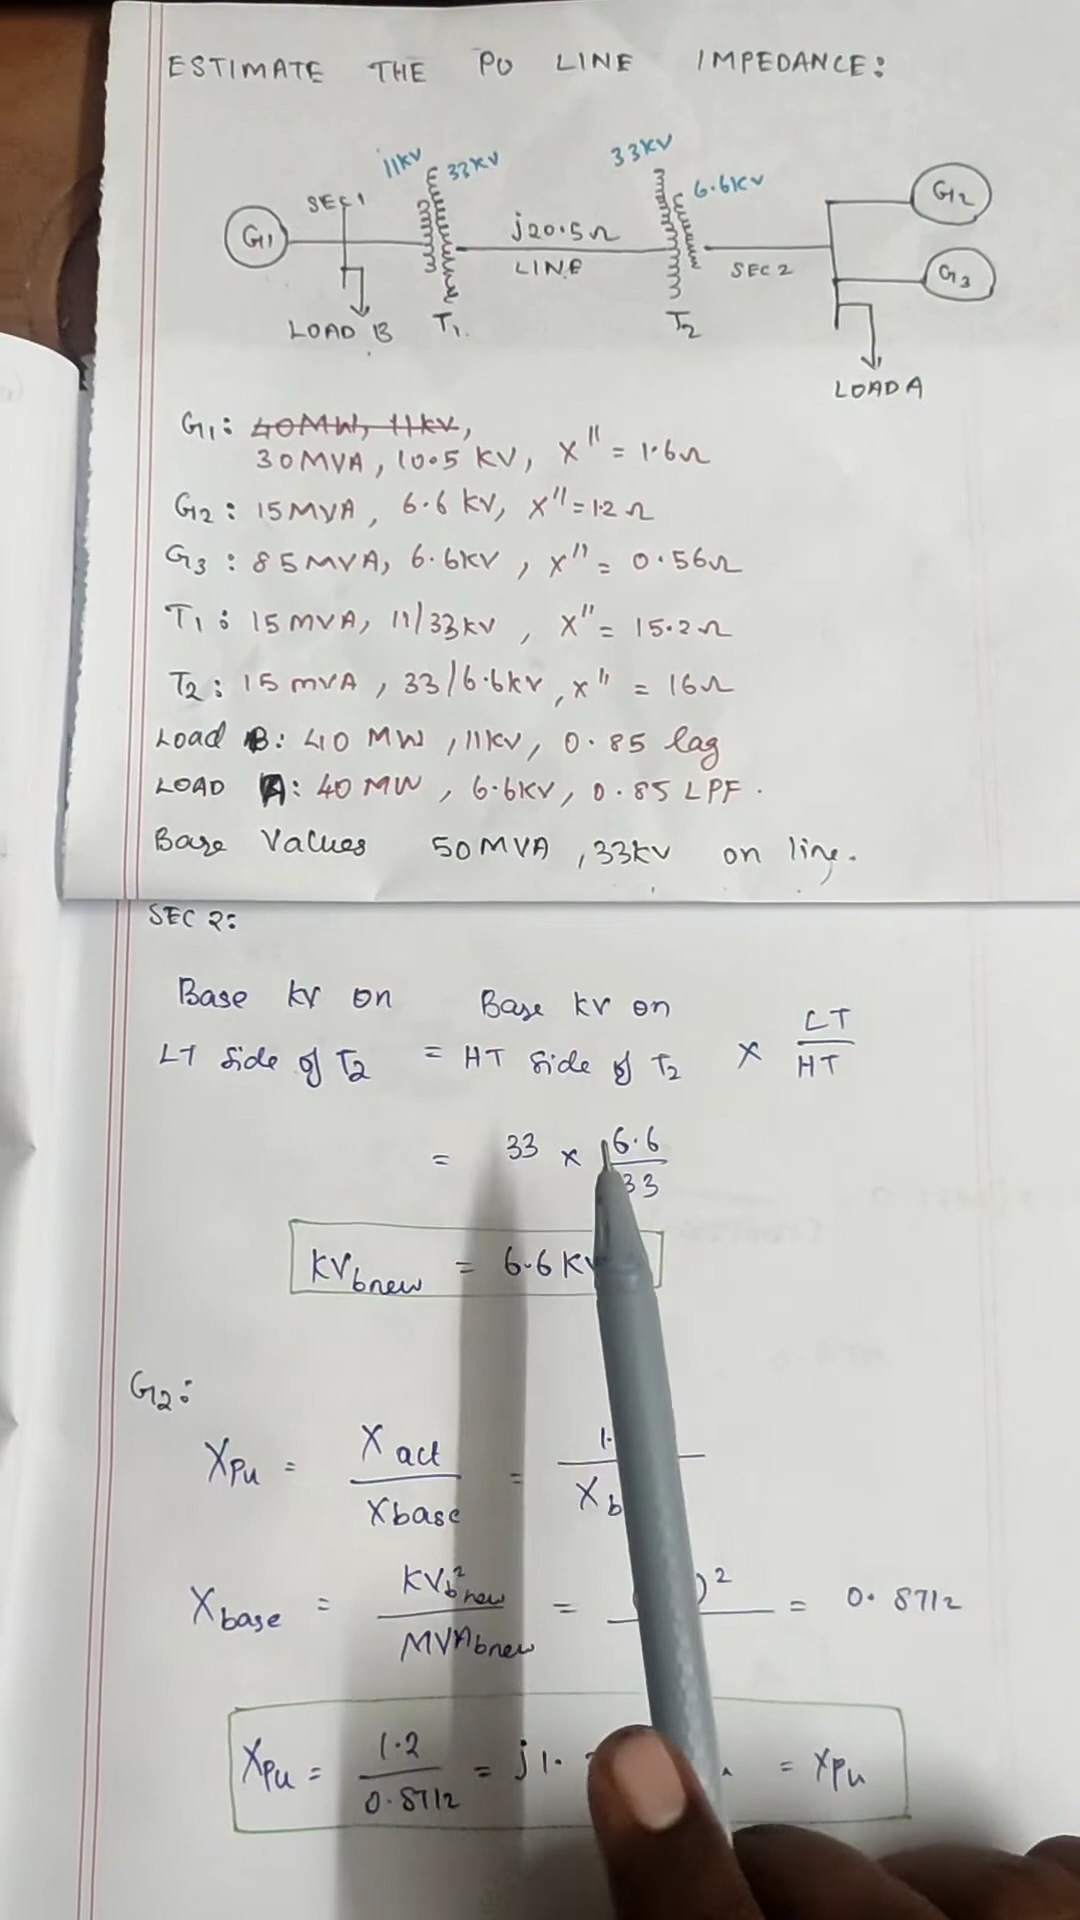 ESTIMATE THE PU LINE IMPEDANCE:
11KV 33KV 33KV 6.6KV
SEC 1
G1
j20.5Ω
LINE
SEC 2
G2
G3
LOAD B
T1.
T2
LOAD A
G1: 40MW, 11KV,
30MVA, 10.5 KV, X" = 1.6Ω
G2: 15MVA, 6.6 KV, X" = 1.2 Ω
G3: 85MVA, 6.6KV, X" = 0.56Ω
T1: 15MVA, 11/33KV, X" = 15.2Ω
T2: 15MVA, 33/6.6KV, X" = 16Ω
Load B: 40 MW, 11KV, 0.85 lag
LOAD A: 40 MW, 6.6KV, 0.85 LPF.
Base Values 50MVA, 33KV on line.
SEC 2:
Base KV on LT side of T2 = Base KV on HT side of T2 × LT/HT
= 33 × 6.6/33
KVbnew = 6.6 KV
G2:
Xpu = Xact/Xbase =
Xbase = KVbnew²/MVAbnew = = 0.8712
Xpu = 1.2/0.8712 = j1. = Xpu